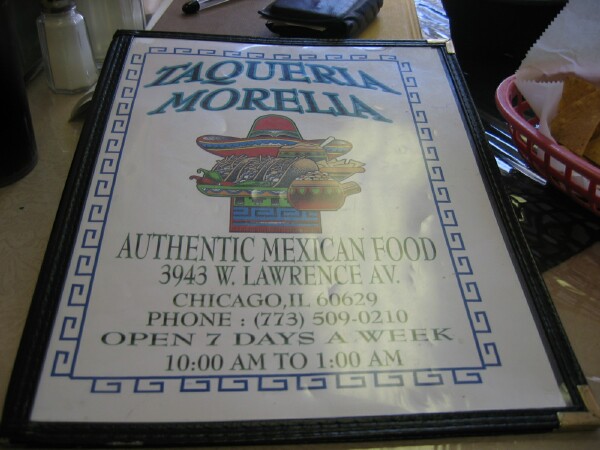 TAQUERIA
MORELIA
AUTHENTIC MEXICAN FOOD
3943 W. LAWRENCE AV.
CHICAGO, IL 60629
PHONE : (773) 509-0210
OPEN 7 DAYS A WEEK
10:00 AM TO 1:00 AM